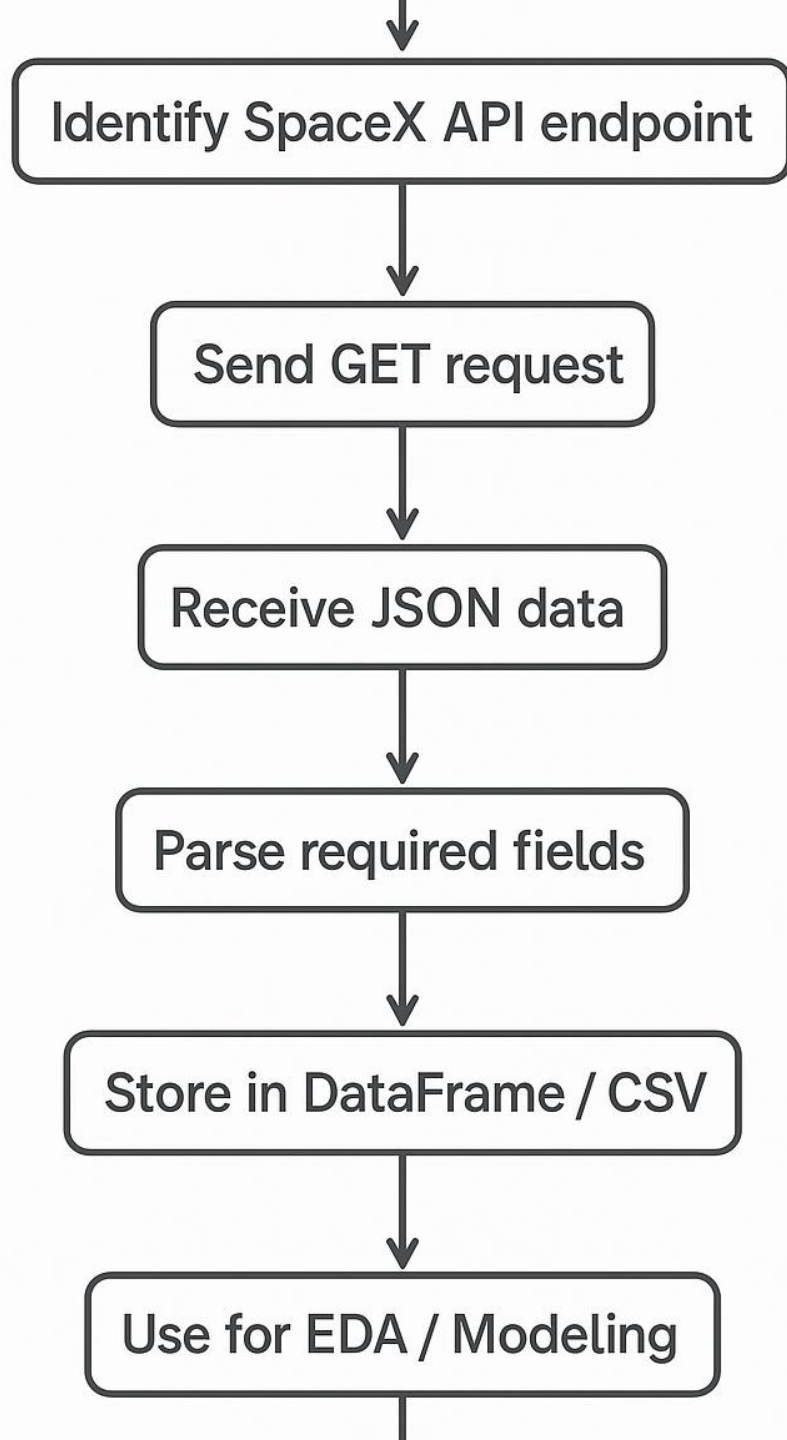 Identify SpaceX API endpoint
Send GET request
Receive JSON data
Parse required fields
Store in DataFrame / CSV
Use for EDA / Modeling